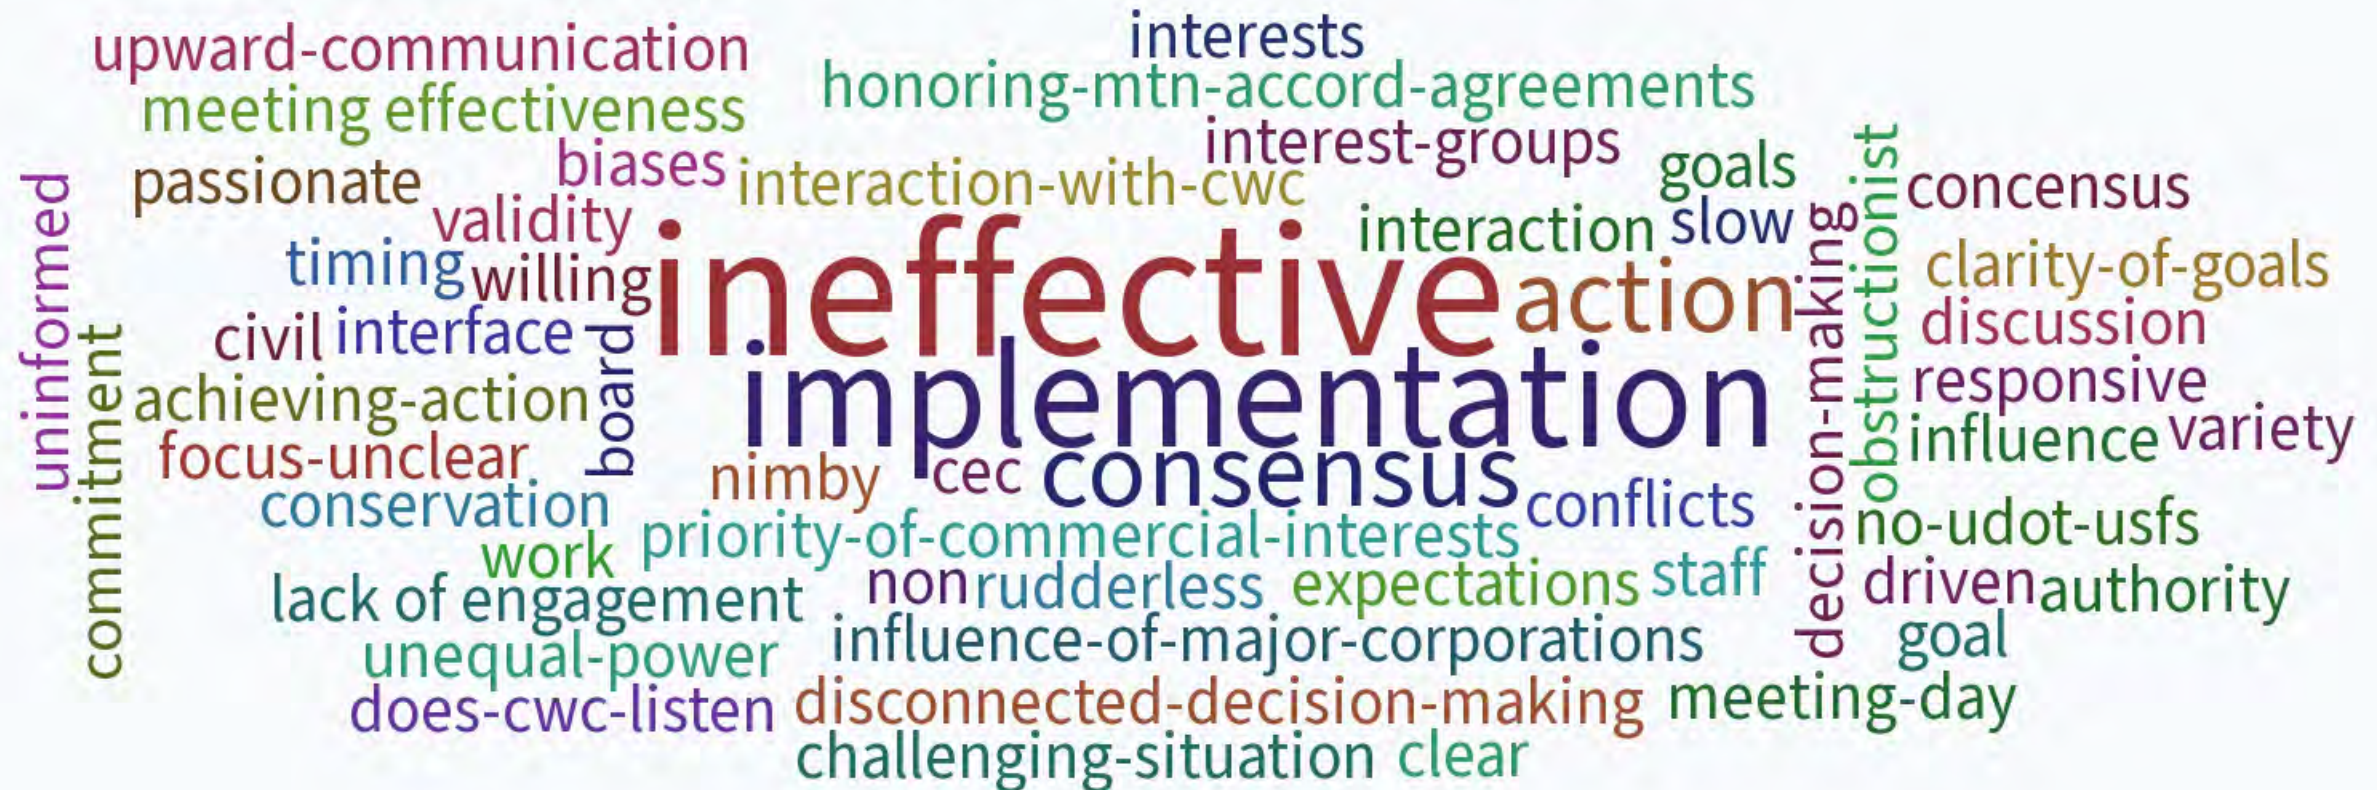 interests
upward-communication
honoring-mtn-accord-agreements
meeting effectiveness
interest-groups
biases
goals
passionate
interaction-with-cwc
concensus
validity
interaction
slow
uninformed
obstructionist
timing
willing
ineffective
action
clarity-of-goals
decision-making
civil
interface
board
discussion
implementation
responsive
commitment
achieving-action
influence
variety
focus-unclear
nimby
cec
consensus
conservation
conflicts
no-udot-usfs
priority-of-commercial-interests
work
non
rudderless
expectations
staff
driven
authority
lack of engagement
influence-of-major-corporations
goal
unequal-power
does-cwc-listen
disconnected-decision-making
meeting-day
challenging-situation
clear